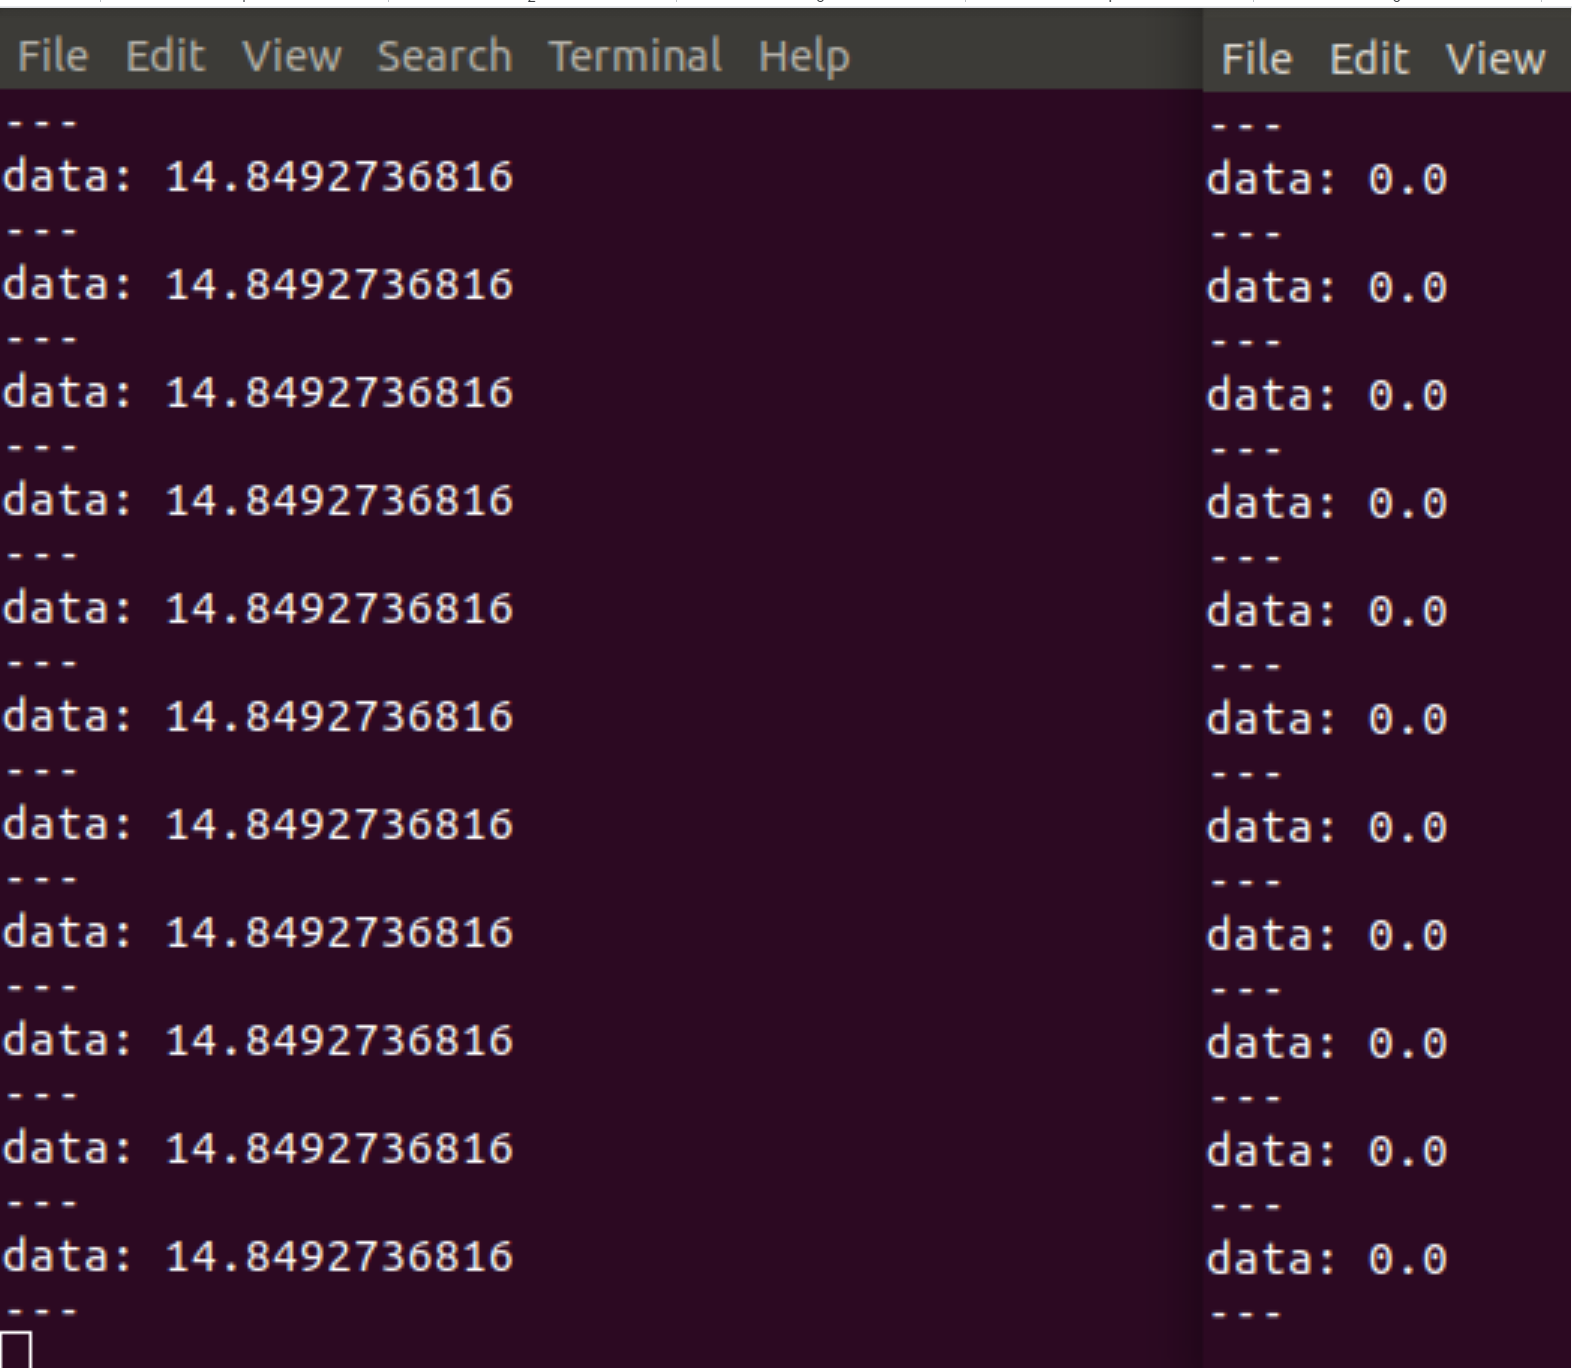 File Edit View Search Terminal Help
---
data: 14.8492736816
---
data: 14.8492736816
---
data: 14.8492736816
---
data: 14.8492736816
---
data: 14.8492736816
---
data: 14.8492736816
---
data: 14.8492736816
---
data: 14.8492736816
---
data: 14.8492736816
---
data: 14.8492736816
---
data: 14.8492736816
---
File Edit View
---
data: 0.0
---
data: 0.0
---
data: 0.0
---
data: 0.0
---
data: 0.0
---
data: 0.0
---
data: 0.0
---
data: 0.0
---
data: 0.0
---
data: 0.0
---
data: 0.0
---